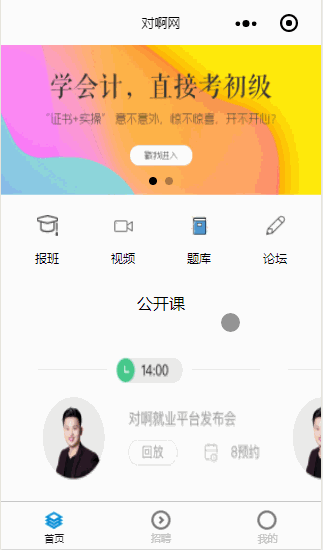 对啊网
学会计，直接考初级
“证书+实操” 意不意外，惊不惊喜，开不开心？
戳我进入
报班 视频 题库 论坛
公开课
14:00
对啊就业平台发布会
回放 8预约
首页 招聘 我的